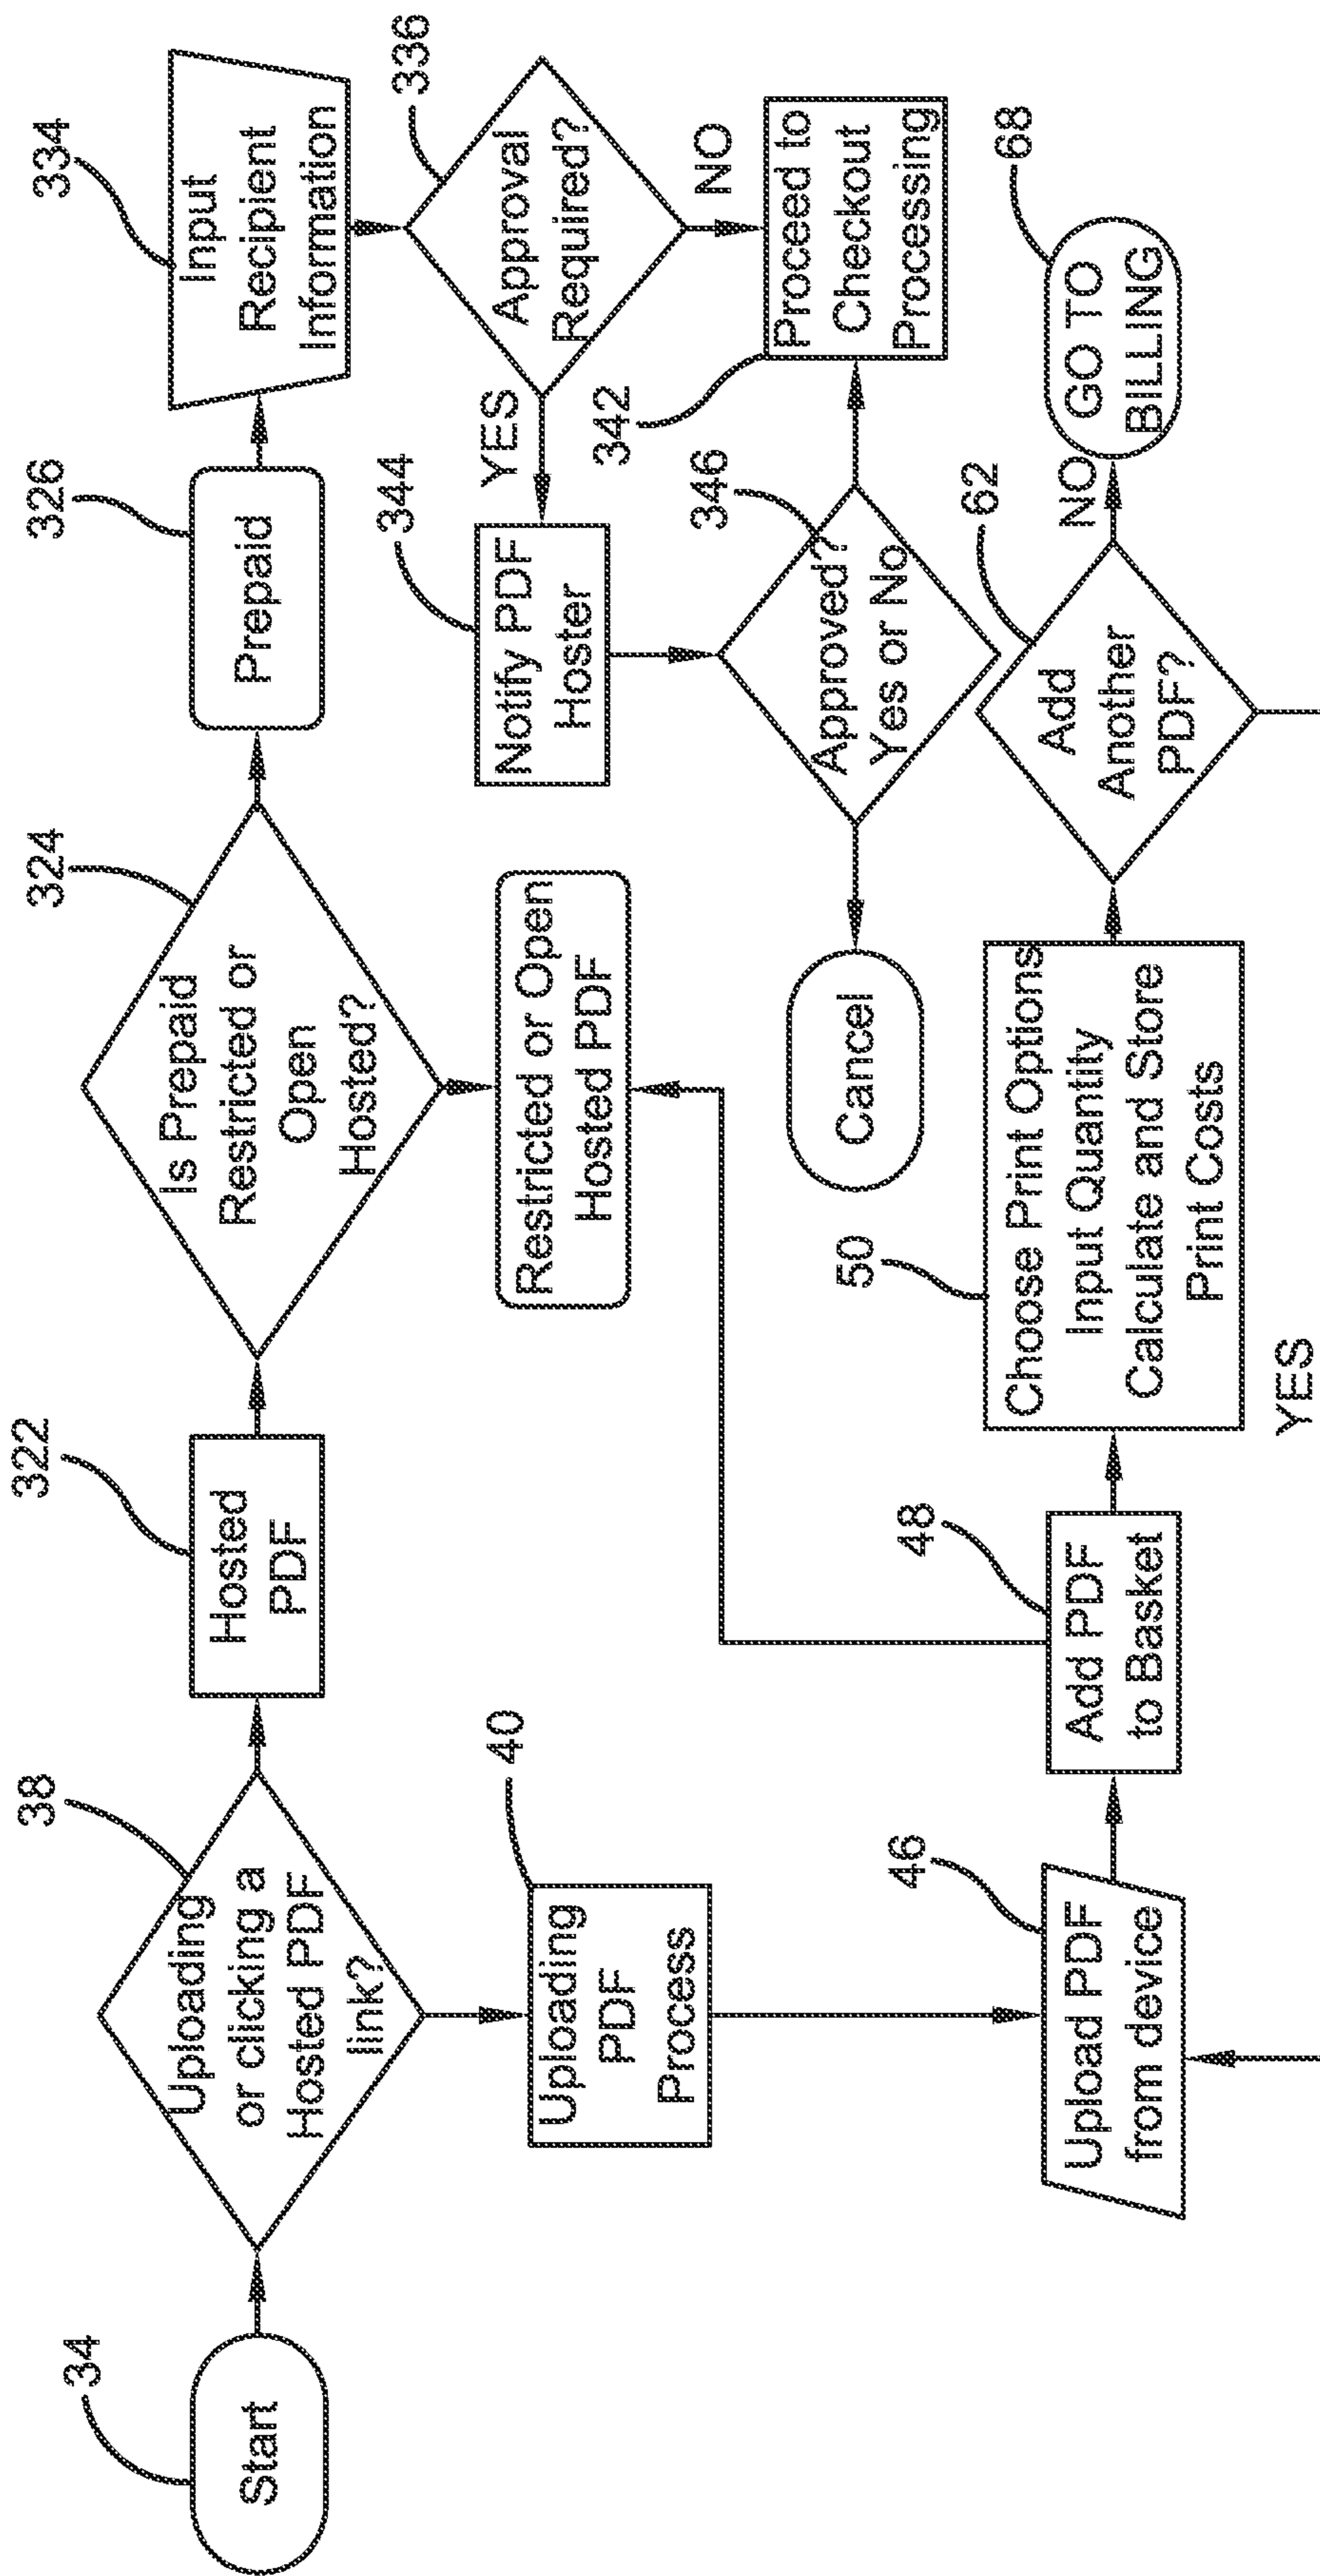 34
Start
38
Uploading
or clicking a
Hosted PDF
link?
322
Hosted
PDF
324
Is Prepaid
Restricted or
Open
Hosted?
326
Prepaid
334
Input
Recipient
Information
336
Approval
Required?
YES
NO
344
Notify PDF
Hoster
342
Proceed to
Checkout
Processing
346
Approved?
Yes or No
Cancel
Restricted or Open
Hosted PDF
40
Uploading
PDF
Process
46
Upload PDF
from device
48
Add PDF
to Basket
50
Choose Print Options
Input Quantity
Calculate and Store
Print Costs
62
Add
Another
PDF?
NO
68
GO TO
BILLING
YES